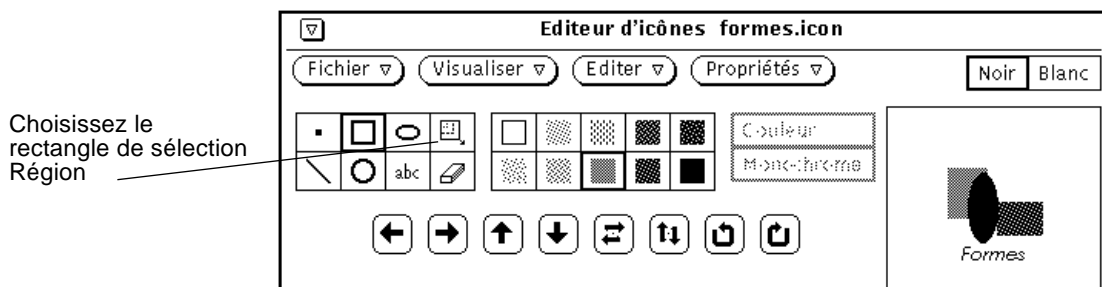 Editeur d'icônes formes.icon
Fichier Visualiser Editer Propriétés Noir Blanc
Choisissez le
rectangle de sélection
Région
Couleur
Monochrome
abc
Formes